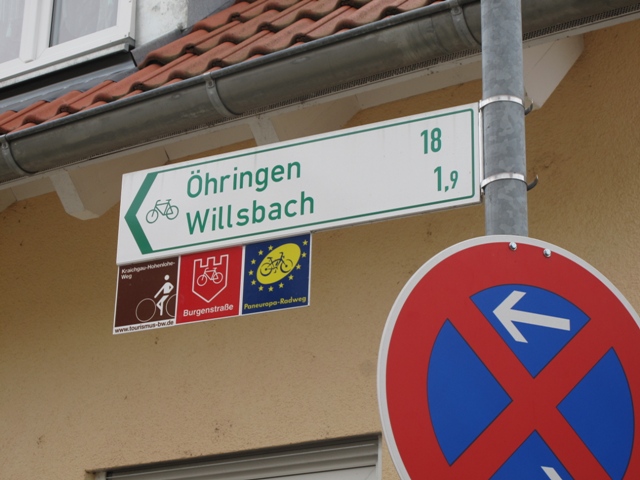 Öhringen 18
Willsbach 1,9
Kraichgau-Hohenlohe-
Weg
www.tourismus-bw.de
Burgenstraße
Paneuropa-Radweg